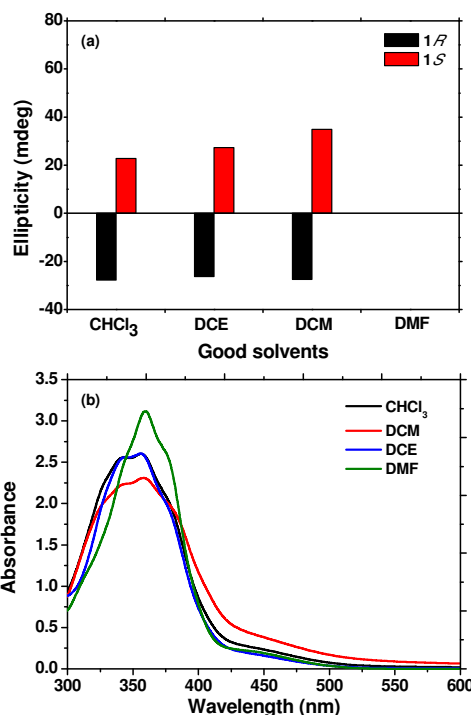 (a)
1R
1S
80
60
40
20
0
-20
-40
Ellipticity (mdeg)
CHCl3
DCE
DCM
DMF
Good solvents
(b)
CHCl3
DCM
DCE
DMF
3.5
3.0
2.5
2.0
1.5
1.0
0.5
0.0
Absorbance
300
350
400
450
500
550
600
Wavelength (nm)